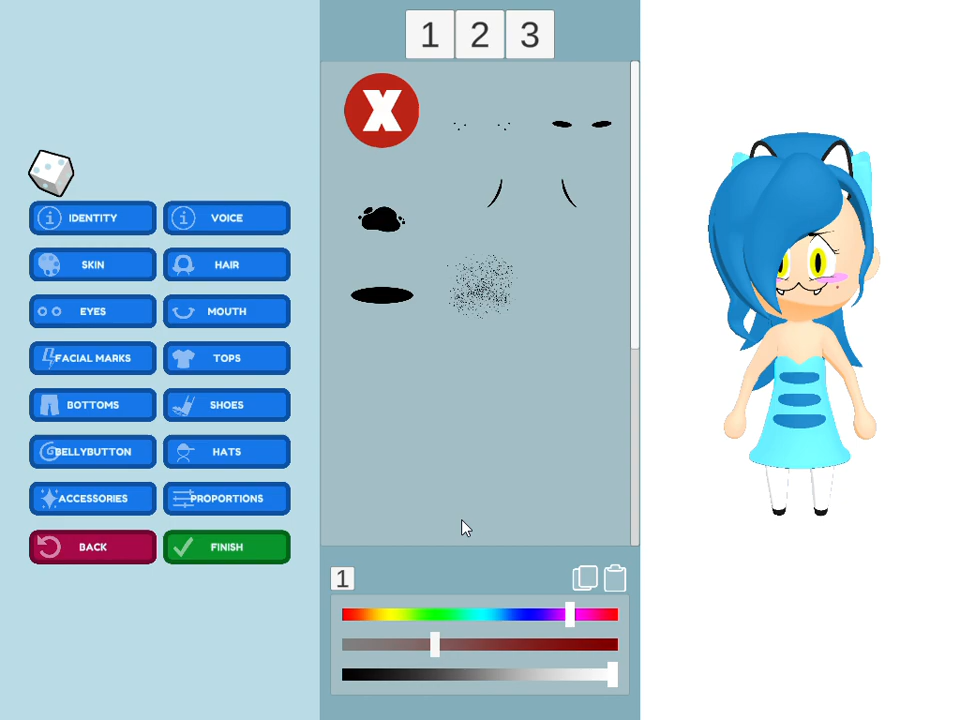 1 2 3
X
IDENTITY VOICE
SKIN HAIR
EYES MOUTH
FACIAL MARKS TOPS
BOTTOMS SHOES
BELLYBUTTON HATS
ACCESSORIES PROPORTIONS
BACK FINISH
1